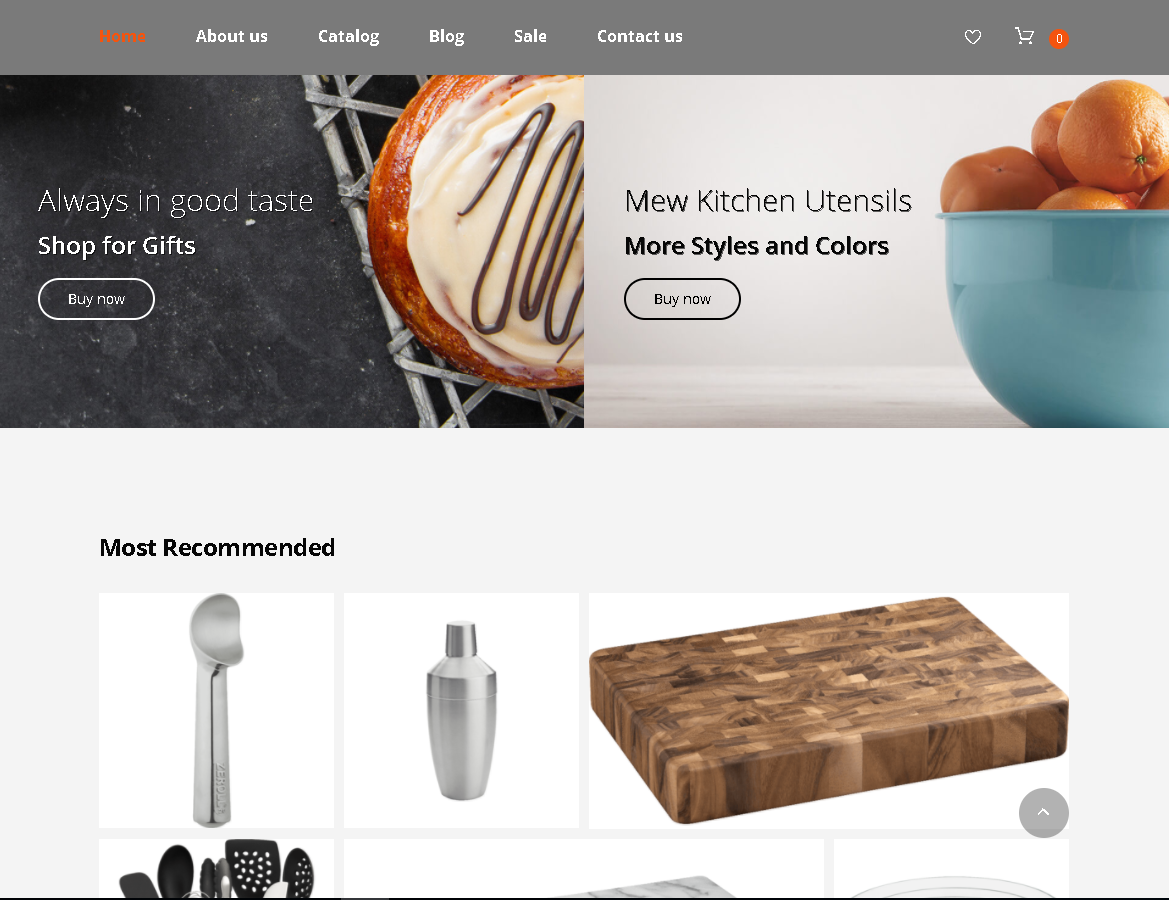 Home About us Catalog Blog Sale Contact us 0
Always in good taste
Shop for Gifts
Buy now
Mew Kitchen Utensils
More Styles and Colors
Buy now
Most Recommended
ZEROLL